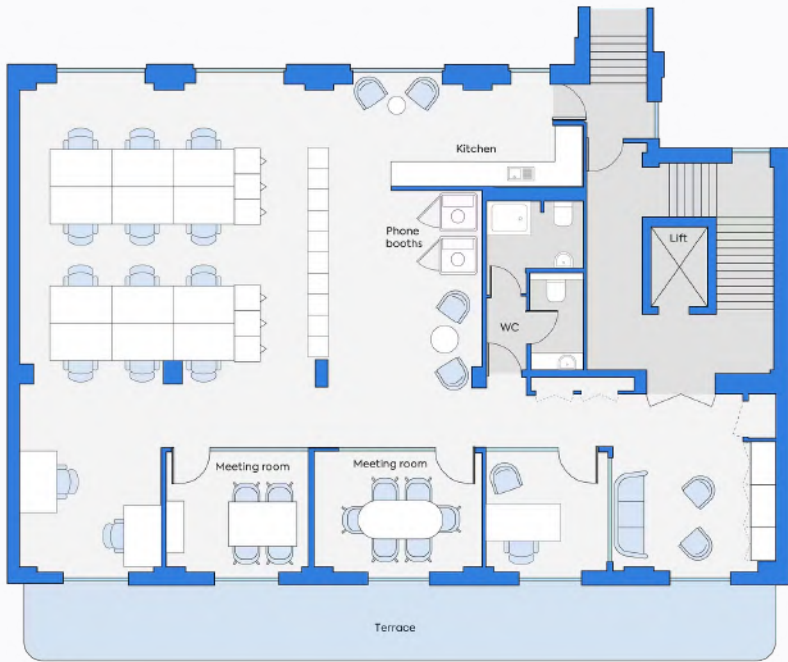 Kitchen
Phone
booths
Lift
WC
Meeting room
Meeting room
Terrace